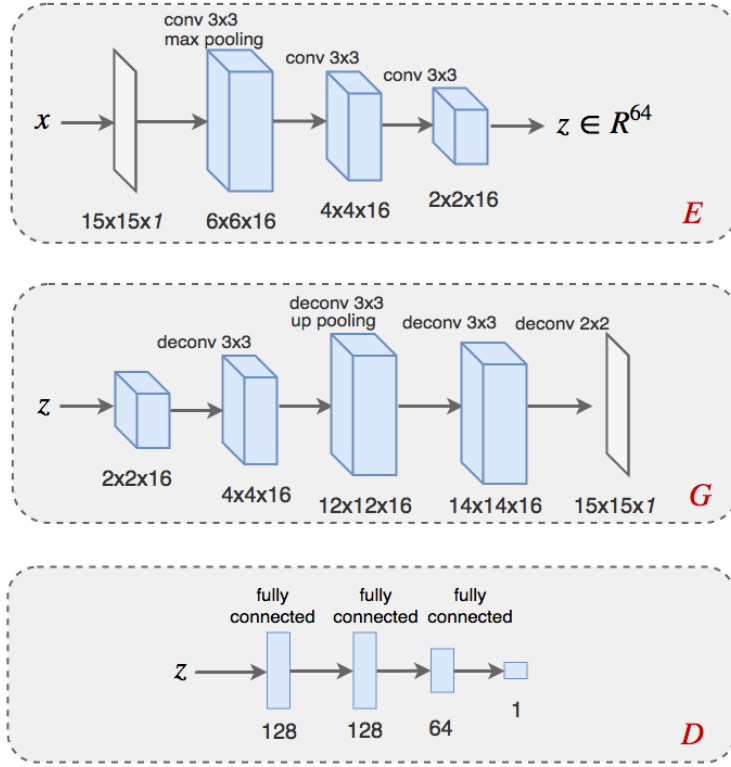 conv 3x3
max pooling
conv 3x3
conv 3x3
x
z ∈ R^64
15x15x1
6x6x16
4x4x16
2x2x16
E
deconv 3x3
deconv 3x3
up pooling
deconv 3x3
deconv 2x2
z
2x2x16
4x4x16
12x12x16
14x14x16
15x15x1
G
fully
connected
fully
connected
fully
connected
z
128
128
64
1
D